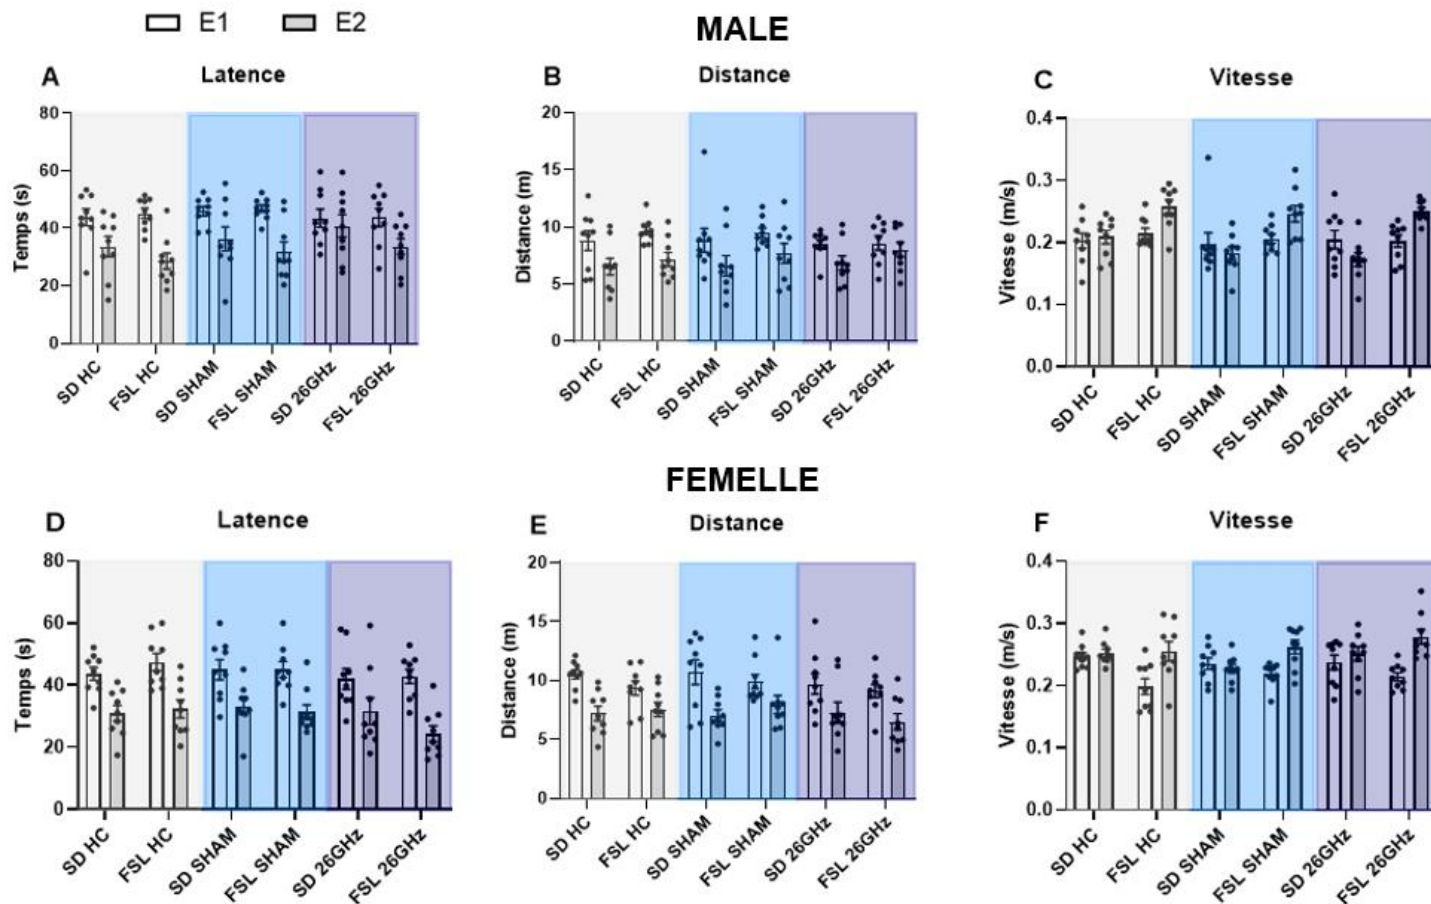 E1 E2
MALE
A Latence
B Distance
C Vitesse
Temps (s)
80
60
40
20
0
SD HC
FSL HC
SD SHAM
FSL SHAM
SD 26GHz
FSL 26GHz
Distance (m)
20
15
10
5
0
SD HC
FSL HC
SD SHAM
FSL SHAM
SD 26GHz
FSL 26GHz
Vitesse (m/s)
0.4
0.3
0.2
0.1
0.0
SD HC
FSL HC
SD SHAM
FSL SHAM
SD 26GHz
FSL 26GHz
FEMELLE
D Latence
E Distance
F Vitesse
Temps (s)
80
60
40
20
0
SD HC
FSL HC
SD SHAM
FSL SHAM
SD 26GHz
FSL 26GHz
Distance (m)
20
15
10
5
0
SD HC
FSL HC
SD SHAM
FSL SHAM
SD 26GHz
FSL 26GHz
Vitesse (m/s)
0.4
0.3
0.2
0.1
0.0
SD HC
FSL HC
SD SHAM
FSL SHAM
SD 26GHz
FSL 26GHz